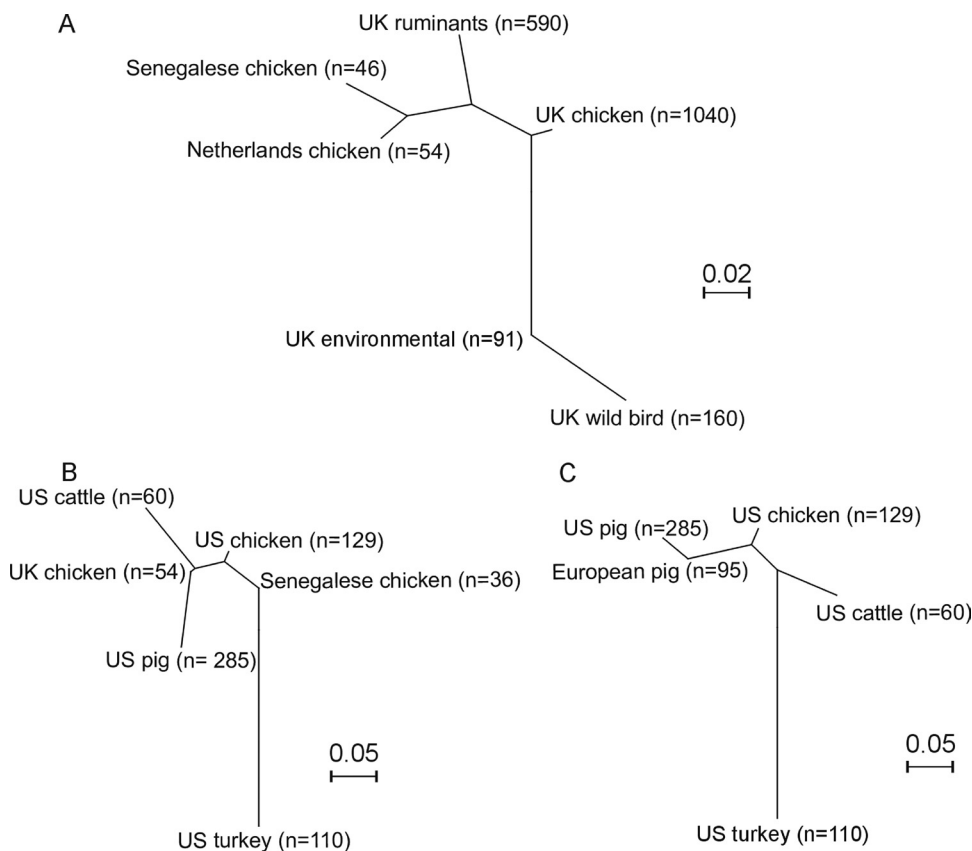 A
UK ruminants (n=590)
Senegalese chicken (n=46)
UK chicken (n=1040)
Netherlands chicken (n=54)
0.02
UK environmental (n=91)
UK wild bird (n=160)
B
US cattle (n=60)
US chicken (n=129)
UK chicken (n=54)
Senegalese chicken (n=36)
US pig (n= 285)
0.05
US turkey (n=110)
C
US chicken (n=129)
US pig (n=285)
European pig (n=95)
US cattle (n=60)
0.05
US turkey (n=110)